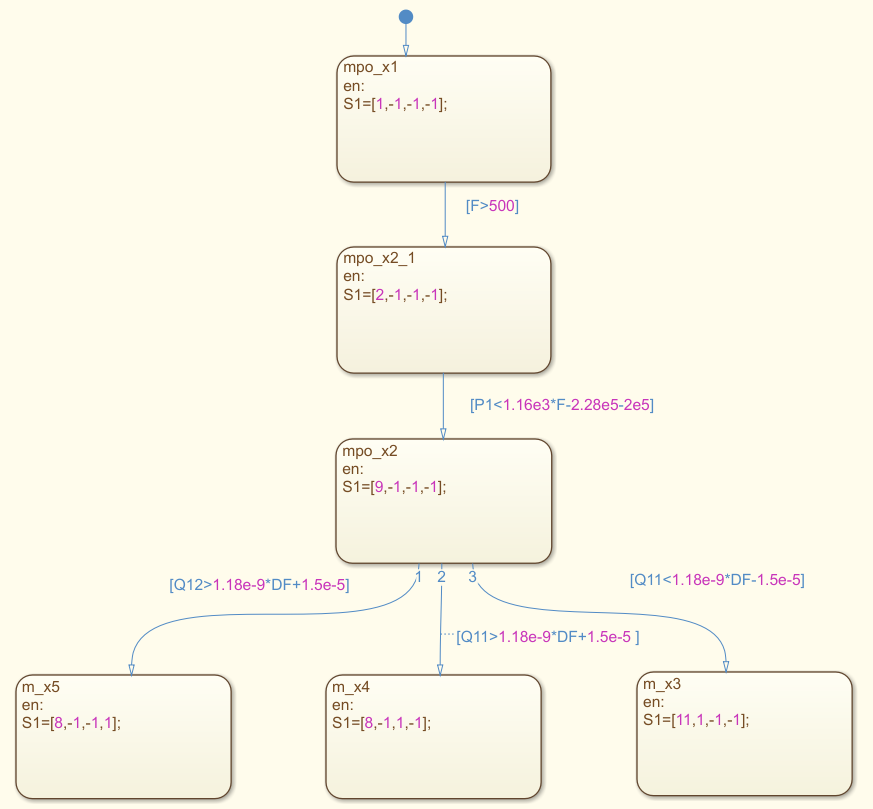 mpo_x1
en:
S1=[1,-1,-1,-1];
[F>500]
mpo_x2_1
en:
S1=[2,-1,-1,-1];
[P1<1.16e3*F-2.28e5-2e5]
mpo_x2
en:
S1=[9,-1,-1,-1];
1 2 3
[Q12>1.18e-9*DF+1.5e-5]
[Q11<1.18e-9*DF-1.5e-5]
[Q11>1.18e-9*DF+1.5e-5 ]
m_x5
en:
S1=[8,-1,-1,1];
m_x4
en:
S1=[8,-1,1,-1];
m_x3
en:
S1=[11,1,-1,-1];